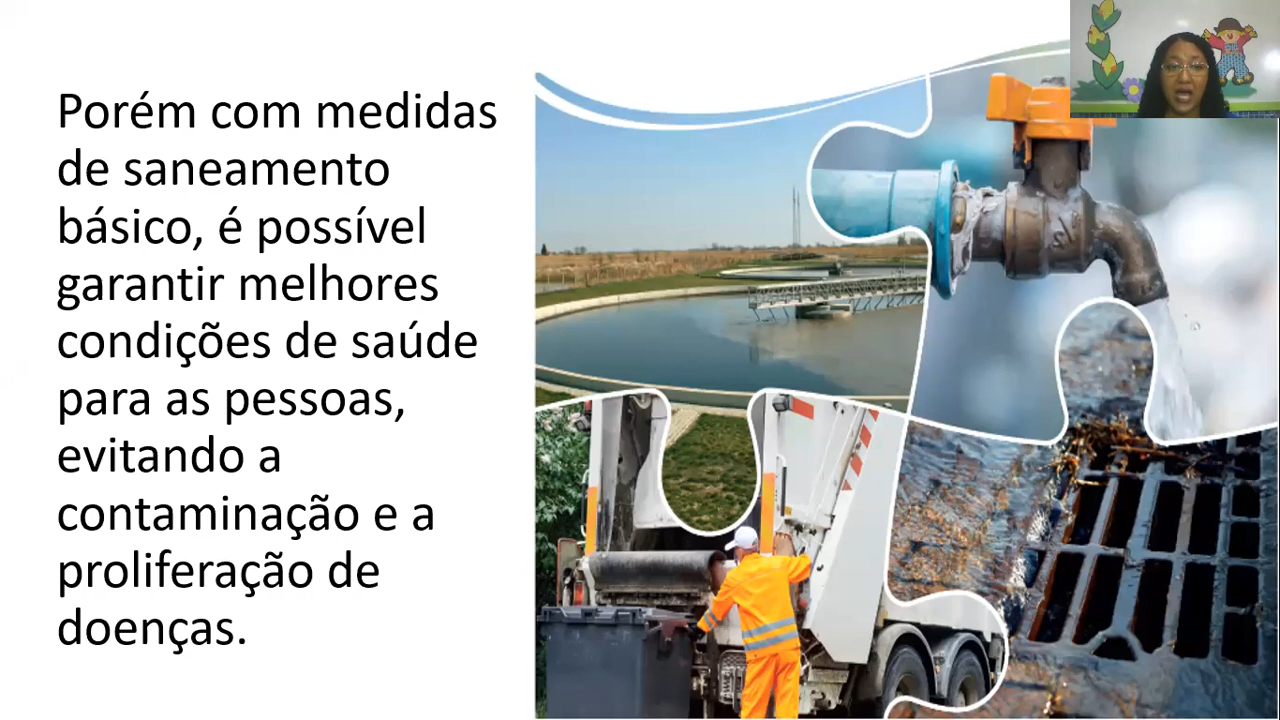 Porém com medidas
de saneamento
básico, é possível
garantir melhores
condições de saúde
para as pessoas,
evitando a
contaminação e a
proliferação de
doenças.